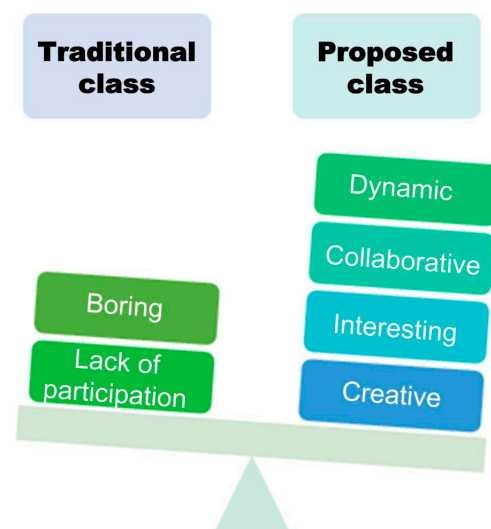 Traditional
class
Proposed
class
Dynamic
Collaborative
Boring
Interesting
Lack of
participation
Creative